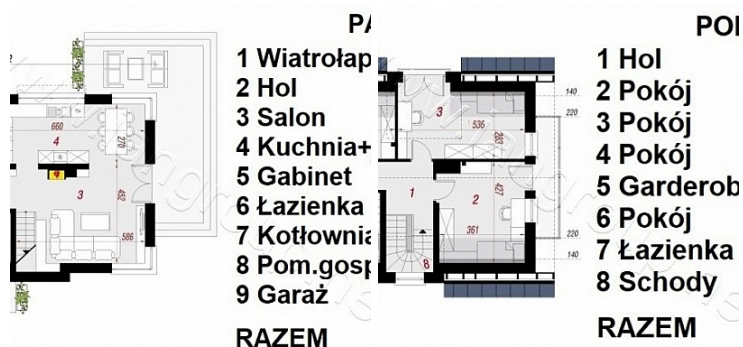 PA
1 Wiatrołap
2 Hol
3 Salon
4 Kuchnia+
5 Gabinet
6 Łazienka
7 Kotłownia
8 Pom.gosp
9 Garaż
RAZEM
4
660
270
3
452
586
POD
1 Hol
2 Pokój
3 Pokój
4 Pokój
5 Garderob
6 Pokój
7 Łazienka
8 Schody
RAZEM
3
536
283
140
220
1
2
427
361
8
220
140